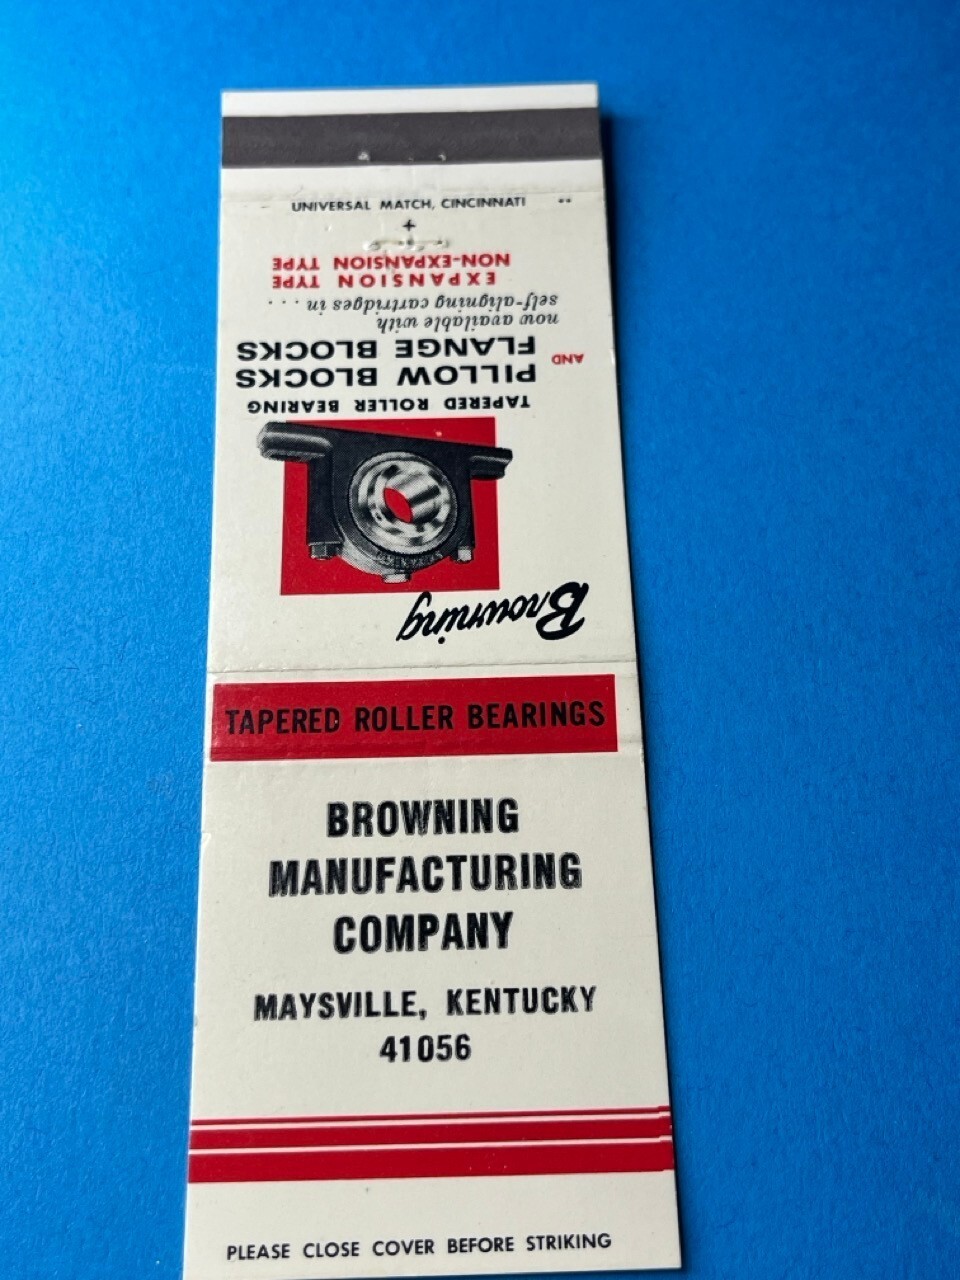 UNIVERSAL MATCH, CINCINNATI
Browning
TAPERED ROLLER BEARING
PILLOW BLOCKS
AND FLANGE BLOCKS
now available with
self-aligning cartridges in . . .
EXPANSION TYPE
NON-EXPANSION TYPE
TAPERED ROLLER BEARINGS
BROWNING
MANUFACTURING
COMPANY
MAYSVILLE, KENTUCKY
41056
PLEASE CLOSE COVER BEFORE STRIKING